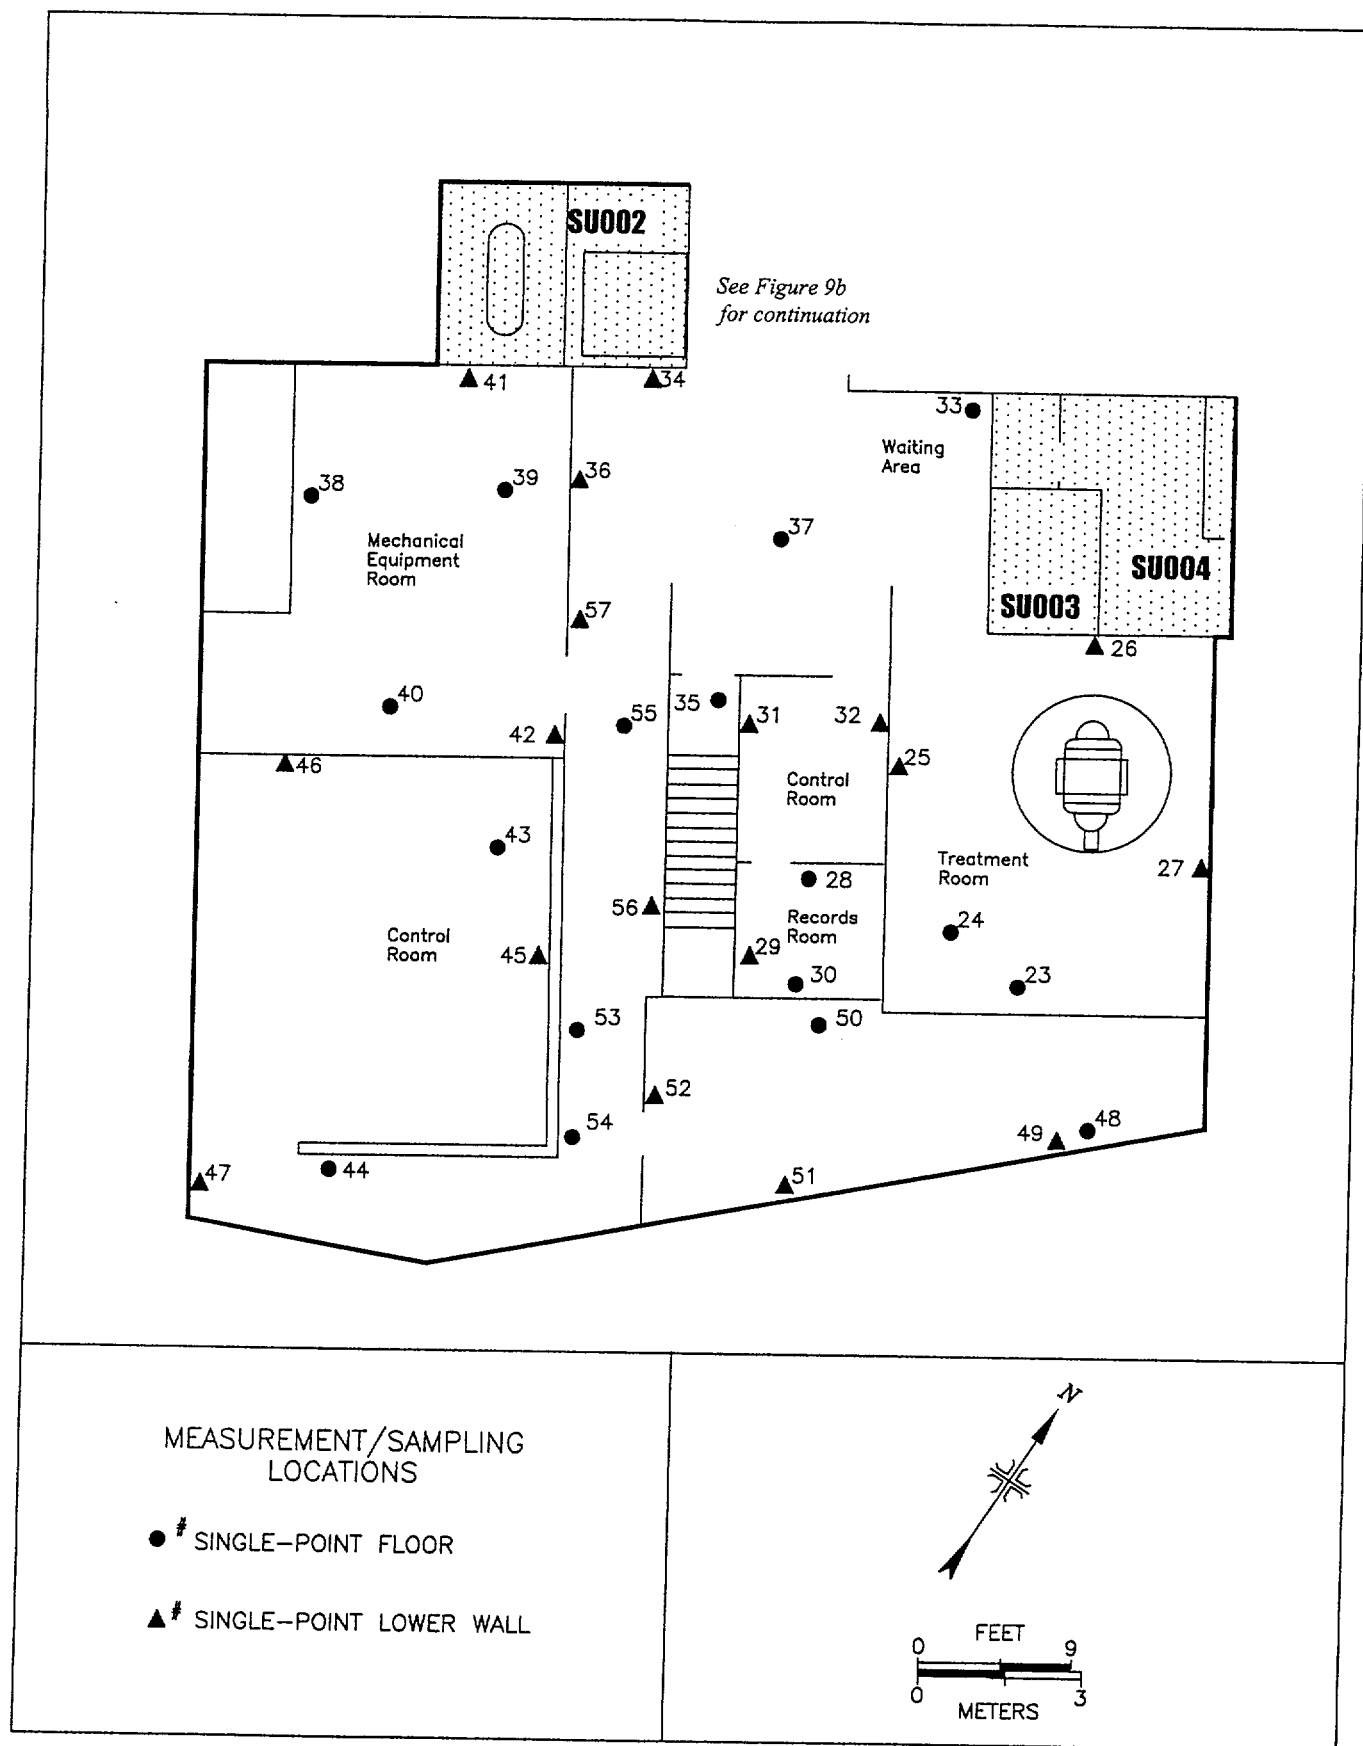 SU002
See Figure 9b
for continuation
41
34
33
Waiting
Area
38
39
36
37
Mechanical
Equipment
Room
SU004
SU003
57
26
40
55
35
31
32
42
46
25
Control
Room
43
Treatment
Room
27
28
56
Records
Room
24
Control
Room
45
29
30
23
53
50
52
54
49
48
47
44
51
N
MEASUREMENT/SAMPLING
LOCATIONS
# SINGLE-POINT FLOOR
# SINGLE-POINT LOWER WALL
FEET
0 9
0 3
METERS